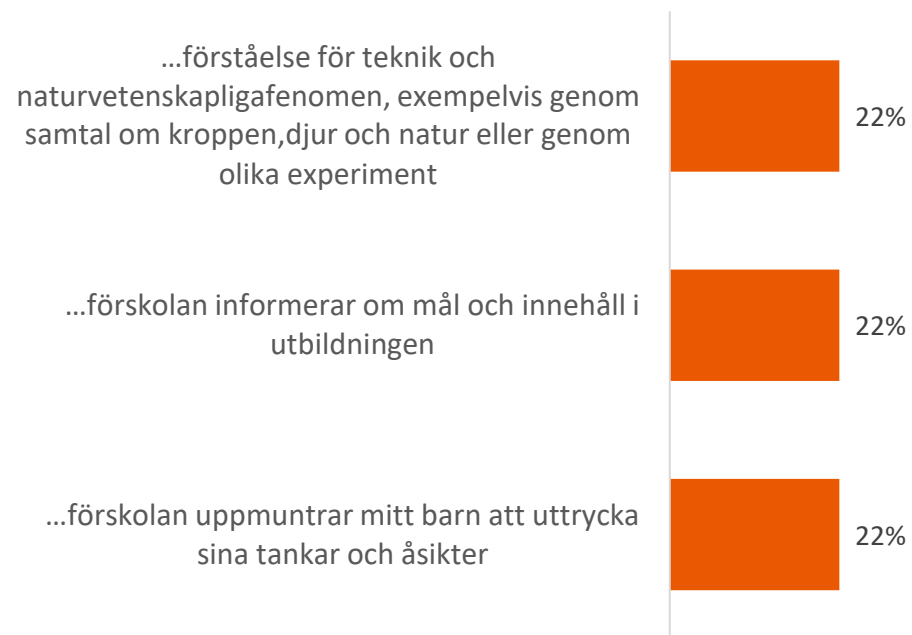 ...förståelse för teknik och
naturvetenskapligafenomen, exempelvis genom
samtal om kroppen,djur och natur eller genom
olika experiment
22%
...förskolan informerar om mål och innehåll i
utbildningen
22%
...förskolan uppmuntrar mitt barn att uttrycka
sina tankar och åsikter
22%